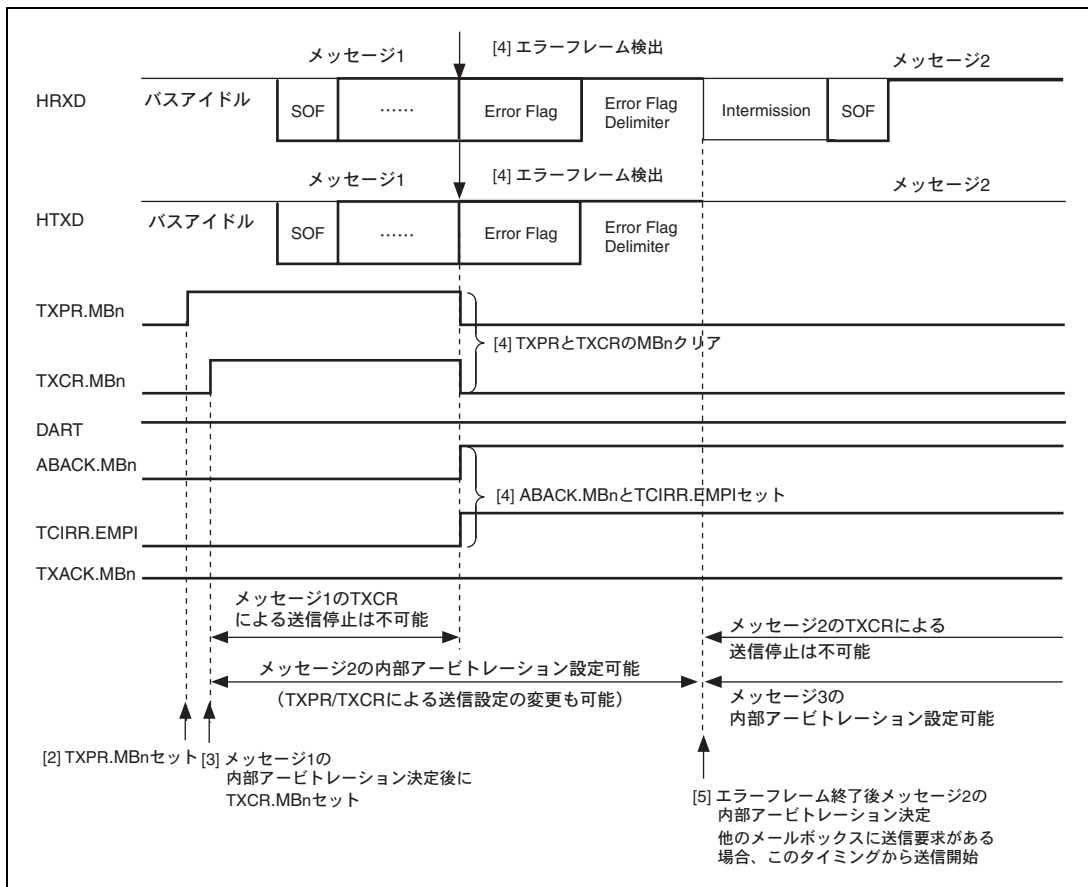 メッセージ1
[4] エラーフレーム検出
メッセージ2
HRXD
バスアイドル
SOF
……
Error Flag
Error Flag
Delimiter
Intermission
SOF
メッセージ1
[4] エラーフレーム検出
メッセージ2
HTXD
バスアイドル
SOF
……
Error Flag
Error Flag
Delimiter
TXPR.MBn
[4] TXPRとTXCRのMBnクリア
TXCR.MBn
DART
ABACK.MBn
[4] ABACK.MBnとTCIRR.EMPIセット
TCIRR.EMPI
TXACK.MBn
メッセージ1のTXCR
による送信停止は不可能
メッセージ2のTXCRによる
送信停止は不可能
メッセージ2の内部アービトレーション設定可能
（TXPR/TXCRによる送信設定の変更も可能）
メッセージ3の
内部アービトレーション設定可能
[2] TXPR.MBnセット
[3] メッセージ1の
内部アービトレーション決定後に
TXCR.MBnセット
[5] エラーフレーム終了後メッセージ2の
内部アービトレーション決定
他のメールボックスに送信要求がある
場合、このタイミングから送信開始